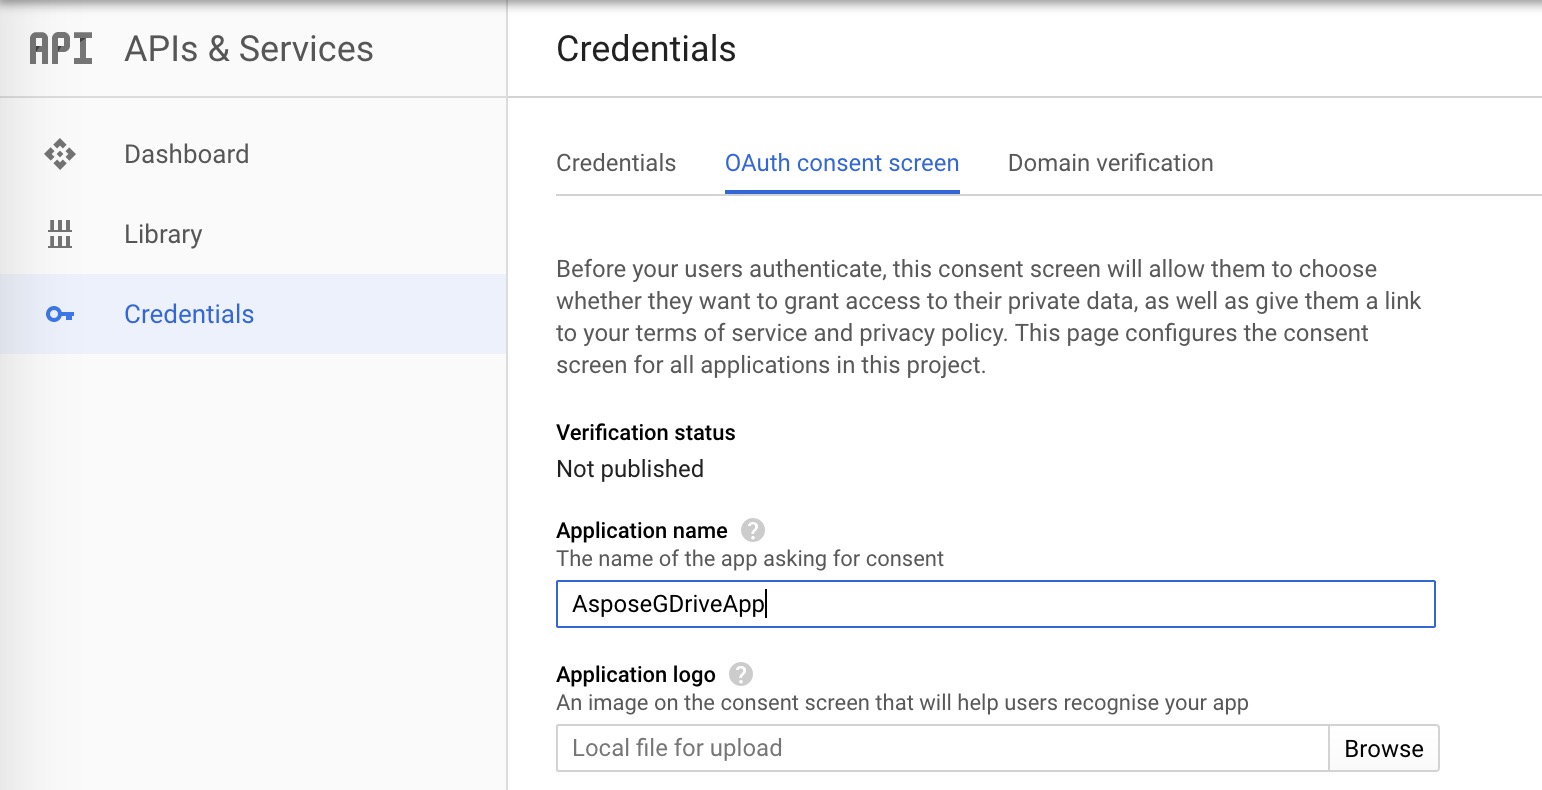 API APIs & Services
Credentials
Dashboard
Library
Credentials
Credentials OAuth consent screen Domain verification
Before your users authenticate, this consent screen will allow them to choose
whether they want to grant access to their private data, as well as give them a link
to your terms of service and privacy policy. This page configures the consent
screen for all applications in this project.
Verification status
Not published
Application name ?
The name of the app asking for consent
AsposeGDriveApp
Application logo ?
An image on the consent screen that will help users recognise your app
Local file for upload Browse